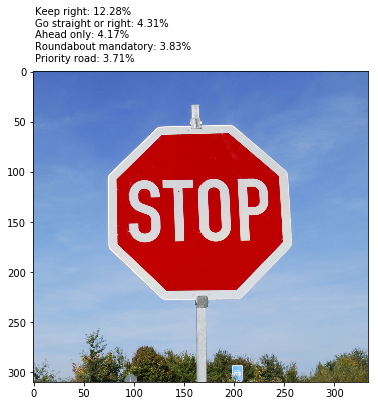 Keep right: 12.28%
Go straight or right: 4.31%
Ahead only: 4.17%
Roundabout mandatory: 3.83%
Priority road: 3.71%
0
50
100
150
200
250
300
STOP
0 50 100 150 200 250 300